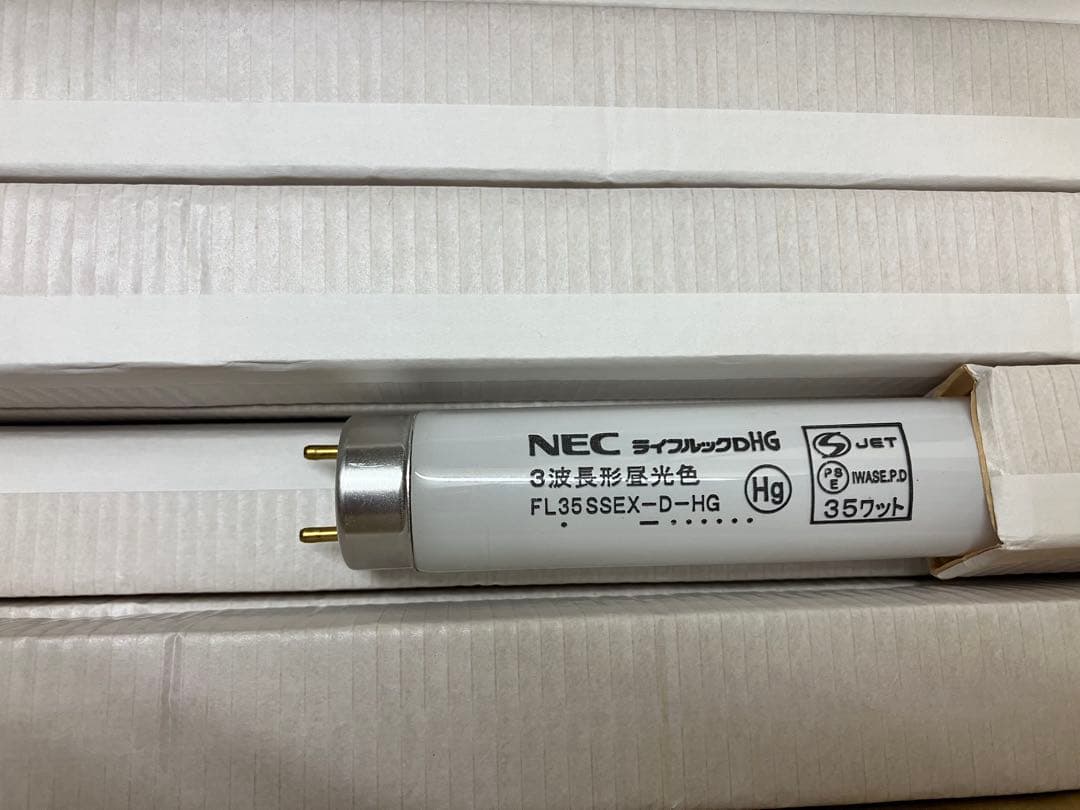 NEC ライフルックDHG
3波長形昼光色
FL35SSEX-D-HG
Hg
S JET
PSE IWASE.P.D
35ワット